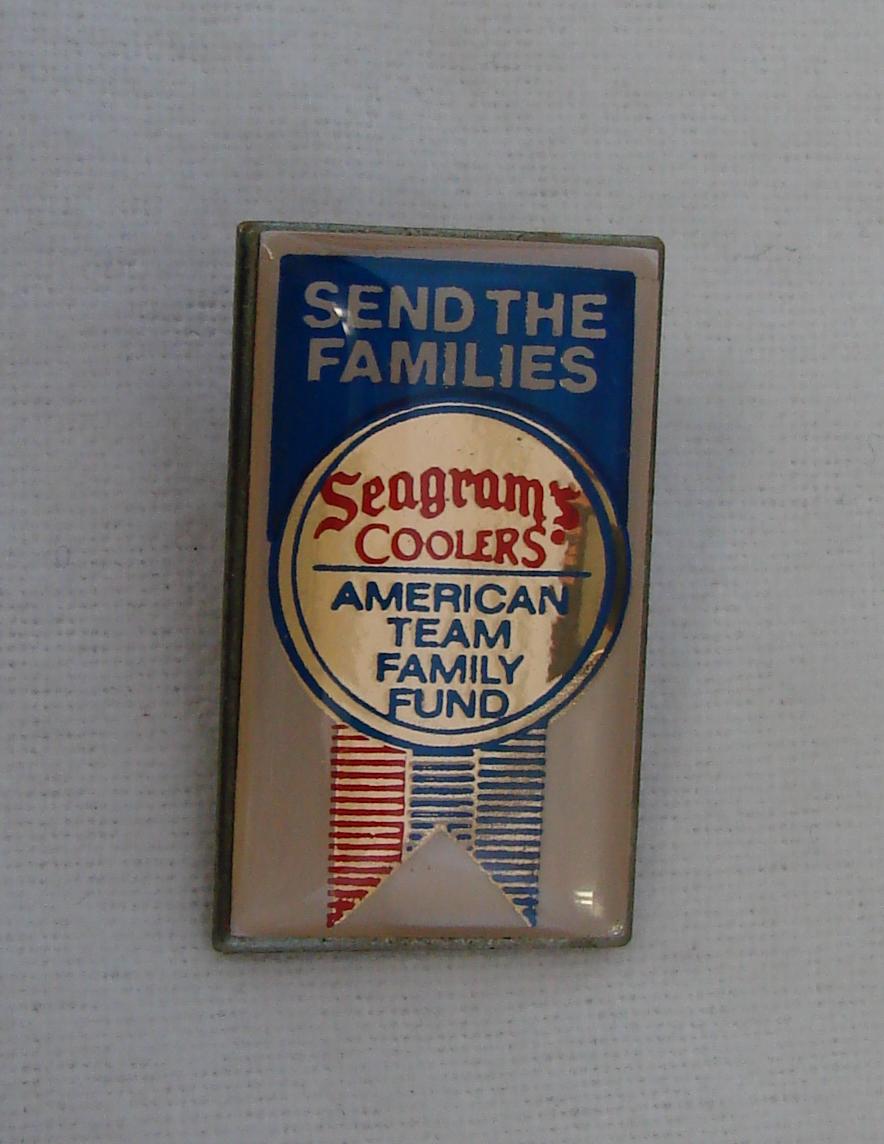 SEND THE
FAMILIES
Seagram's
COOLERS
AMERICAN
TEAM
FAMILY
FUND